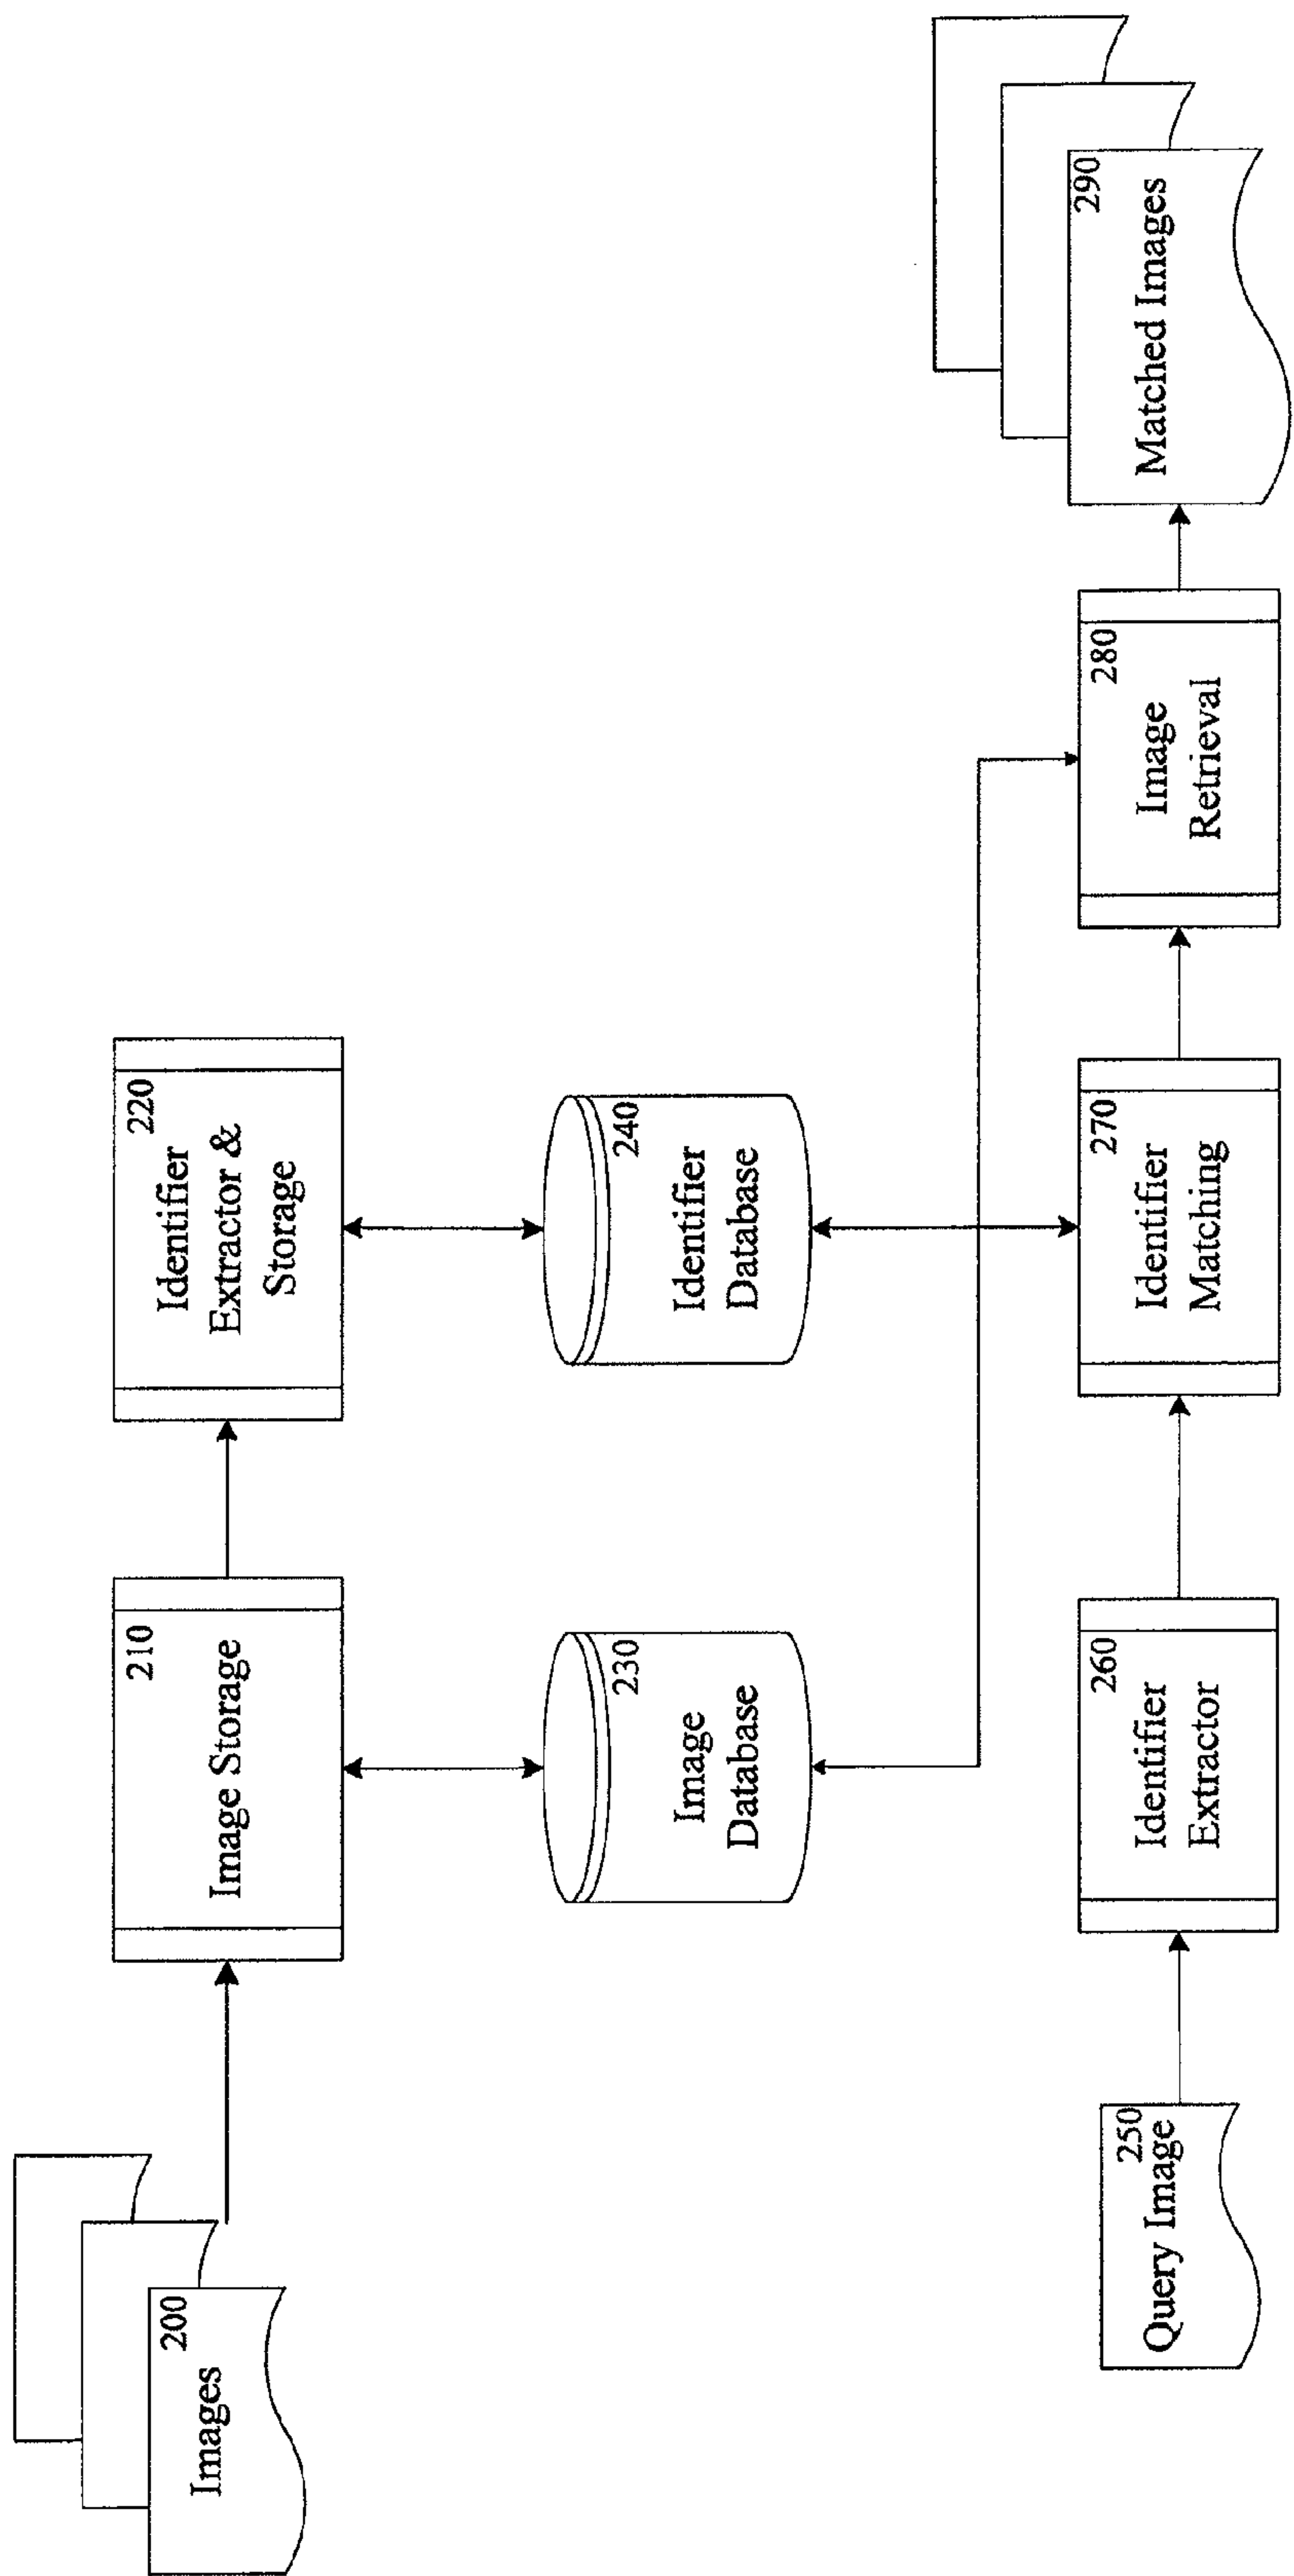 200
Images
210
Image Storage
220
Identifier
Extractor &
Storage
230
Image
Database
240
Identifier
Database
250
Query Image
260
Identifier
Extractor
270
Identifier
Matching
280
Image
Retrieval
290
Matched Images